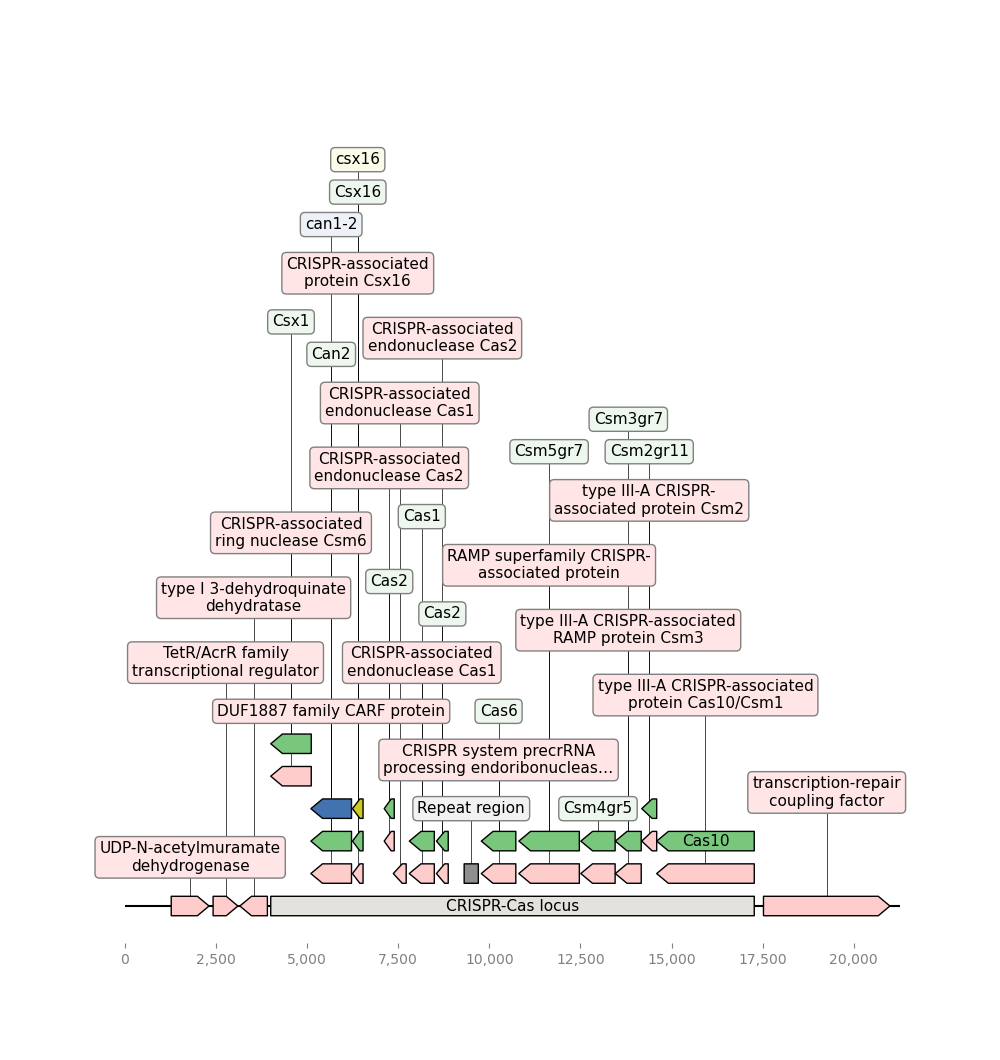 csx16
Csx16
can1-2
CRISPR-associated
protein Csx16
Csx1
CRISPR-associated
endonuclease Cas2
Can2
CRISPR-associated
endonuclease Cas1
Csm3gr7
Csm5gr7
Csm2gr11
CRISPR-associated
endonuclease Cas2
type III-A CRISPR-
associated protein Csm2
Cas1
CRISPR-associated
ring nuclease Csm6
RAMP superfamily CRISPR-
associated protein
Cas2
type I 3-dehydroquinate
dehydratase
Cas2
type III-A CRISPR-associated
RAMP protein Csm3
TetR/AcrR family
transcriptional regulator
CRISPR-associated
endonuclease Cas1
type III-A CRISPR-associated
protein Cas10/Csm1
DUF1887 family CARF protein
Cas6
CRISPR system precrRNA
processing endoribonucleas…
transcription-repair
coupling factor
Repeat region
Csm4gr5
Cas10
UDP-N-acetylmuramate
dehydrogenase
CRISPR-Cas locus
0 2,500 5,000 7,500 10,000 12,500 15,000 17,500 20,000